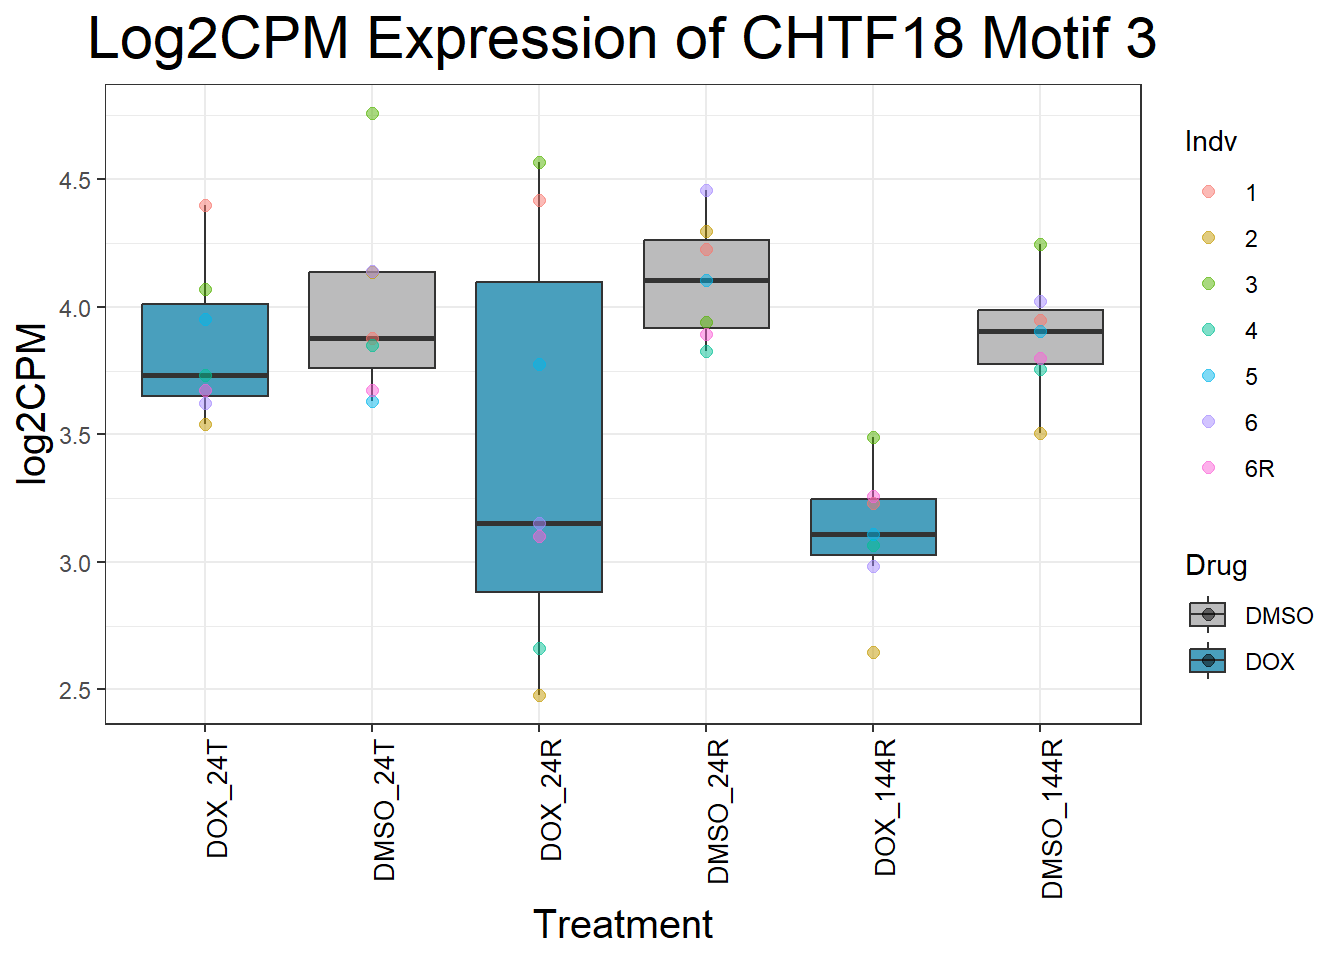 Log2CPM Expression of CHTF18 Motif 3
log2CPM
4.5
4.0
3.5
3.0
2.5
DOX_24T
DMSO_24T
DOX_24R
DMSO_24R
DOX_144R
DMSO_144R
Treatment
Indv
1
2
3
4
5
6
6R
Drug
DMSO
DOX